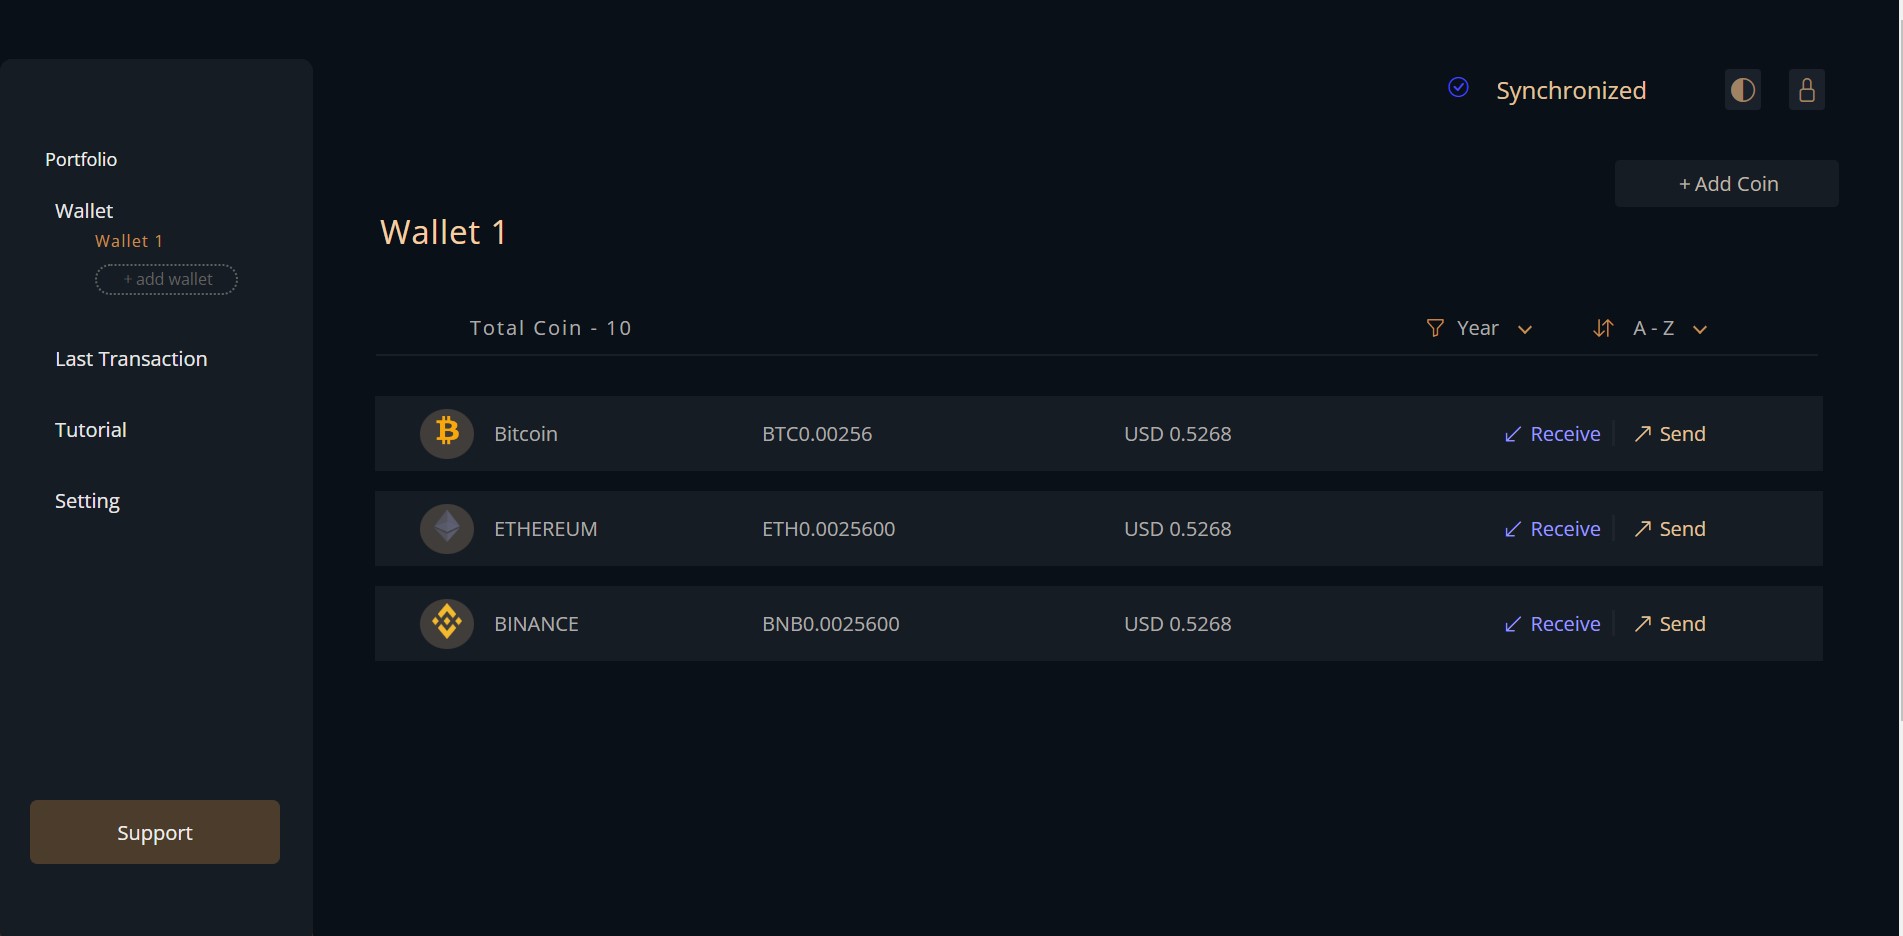 Synchronized
Portfolio
Wallet
Wallet 1
+ add wallet
Last Transaction
Tutorial
Setting
Support
+ Add Coin
Wallet 1
Total Coin - 10
Year
A - Z
Bitcoin BTC0.00256 USD 0.5268 Receive Send
ETHEREUM ETH0.0025600 USD 0.5268 Receive Send
BINANCE BNB0.0025600 USD 0.5268 Receive Send